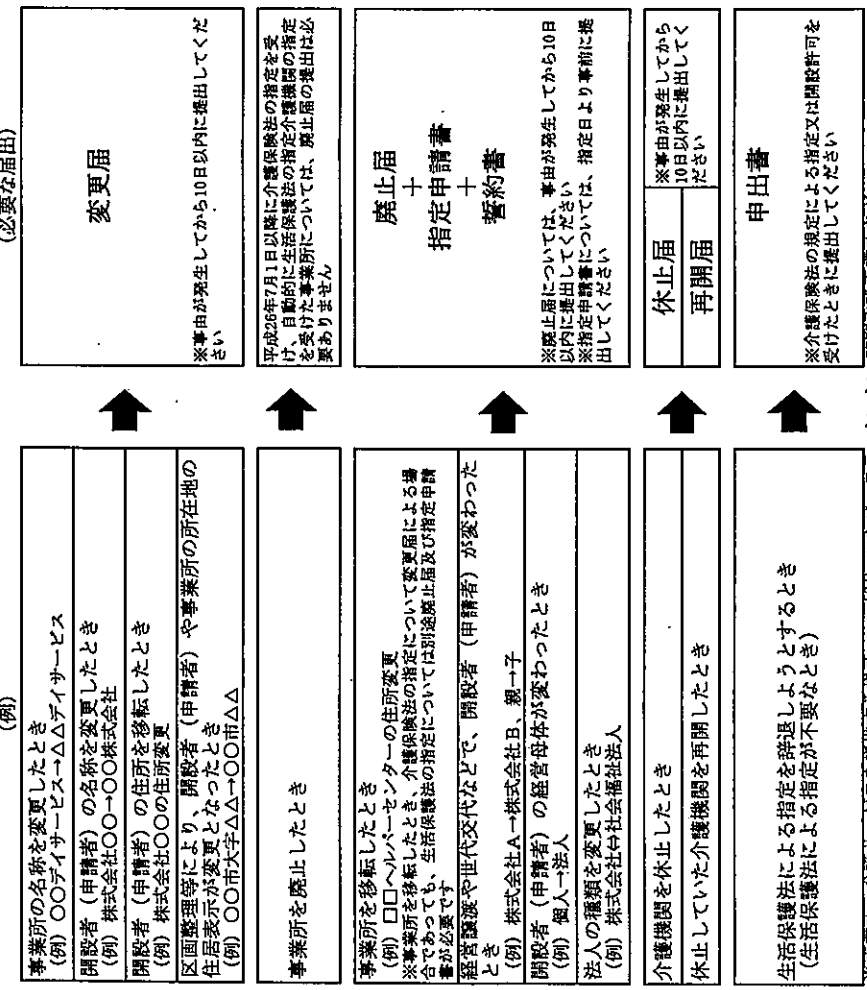 (例)
事業所の名称を変更したとき
(例) 〇〇デイサービス→△△デイサービス
開設者（申請者）の名称を変更したとき
(例) 株式会社〇〇→〇〇株式会社
開設者（申請者）の住所を移転したとき
(例) 株式会社〇〇の住所変更
区画整理等により、開設者（申請者）や事業所の所在地の
住居表示が変更となったとき
(例) 〇〇市大字△△→〇〇市△△
(必要な届出)
変更届
※事由が発生してから10日以内に提出してくだ
さい
事業所を廃止したとき
平成26年7月1日以降に介護保険法の指定を受
け、自動的に生活保護法の指定介護機関の指定
を受けた事業所については、廃止届の提出は必
要ありません
事業所を移転したとき
(例) □□ヘルパーセンターの住所変更
※事業所を移転したとき、介護保険法の指定について変更届による場
合であっても、生活保護法の指定については別途廃止届及び指定申請
書が必要です
経営譲渡や世代交代などで、開設者（申請者）が変わった
とき
(例) 株式会社A→株式会社B、親→子
開設者（申請者）の経営母体が変わったとき
(例) 個人→法人
法人の種類を変更したとき
(例) 株式会社⇔社会福祉法人
廃止届
＋
指定申請書
＋
誓約書
※廃止届については、事由が発生してから10日
以内に提出してください
※指定申請書については、指定日より事前に提
出してください
介護機関を休止したとき
休止していた介護機関を再開したとき
休止届
再開届
※事由が発生してから
10日以内に提出してく
ださい
生活保護法による指定を辞退しようとするとき
(生活保護法による指定が不要なとき)
申出書
※介護保険法の規定による指定又は開設許可を
受けたときに提出してください